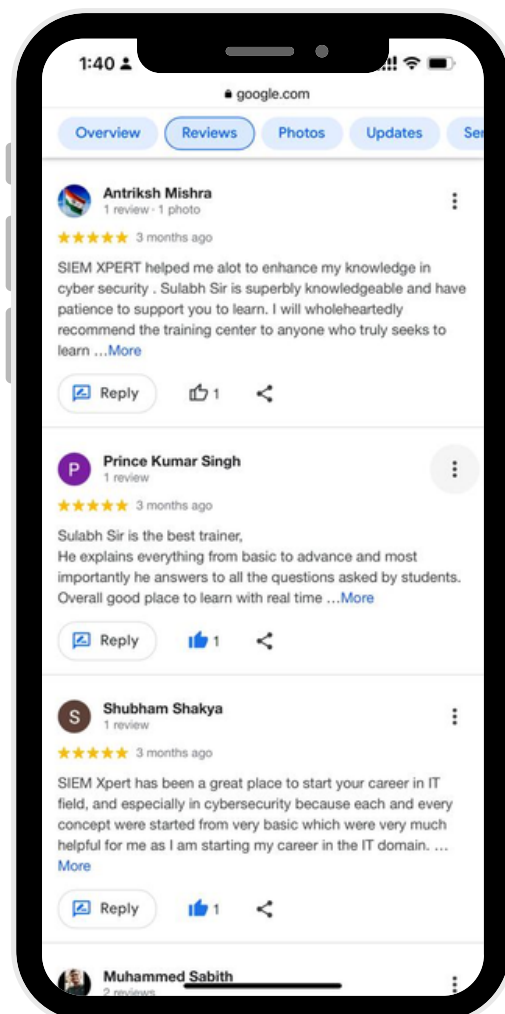 1:40
google.com
Overview
Reviews
Photos
Updates
Ser
Antriksh Mishra
1 review · 1 photo
3 months ago
SIEM XPERT helped me alot to enhance my knowledge in
cyber security . Sulabh Sir is superbly knowledgeable and have
patience to support you to learn. I will wholeheartedly
recommend the training center to anyone who truly seeks to
learn …More
Reply
1
P
Prince Kumar Singh
1 review
3 months ago
Sulabh Sir is the best trainer,
He explains everything from basic to advance and most
importantly he answers to all the questions asked by students.
Overall good place to learn with real time …More
Reply
1
S
Shubham Shakya
1 review
3 months ago
SIEM Xpert has been a great place to start your career in IT
field, and especially in cybersecurity because each and every
concept were started from very basic which were very much
helpful for me as I am starting my career in the IT domain. …
More
Reply
1
Muhammed Sabith
2 reviews